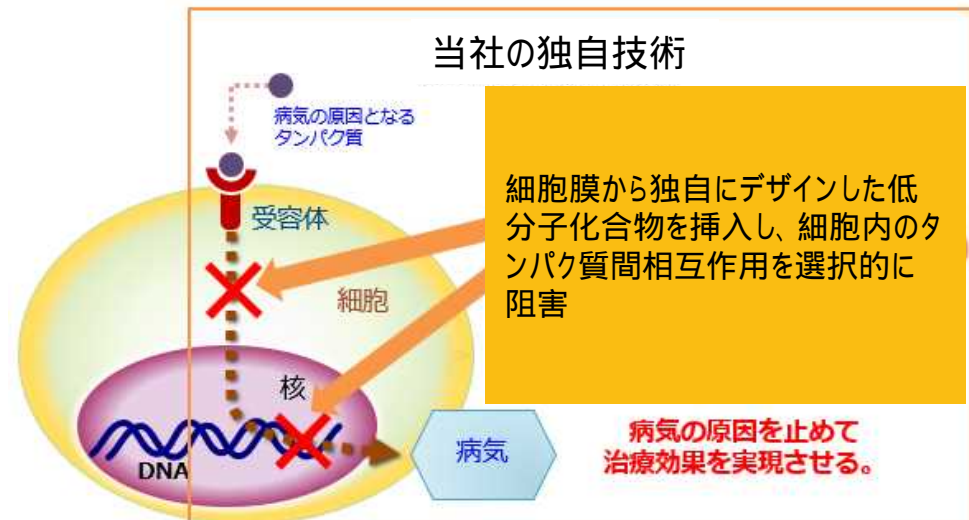 当社の独自技術
病気の原因となる
タンパク質
細胞膜から独自にデザインした低
分子化合物を挿入し、細胞内のタ
ンパク質間相互作用を選択的に
阻害
受容体
細胞
核
DNA
病気
病気の原因を止めて
治療効果を実現させる。